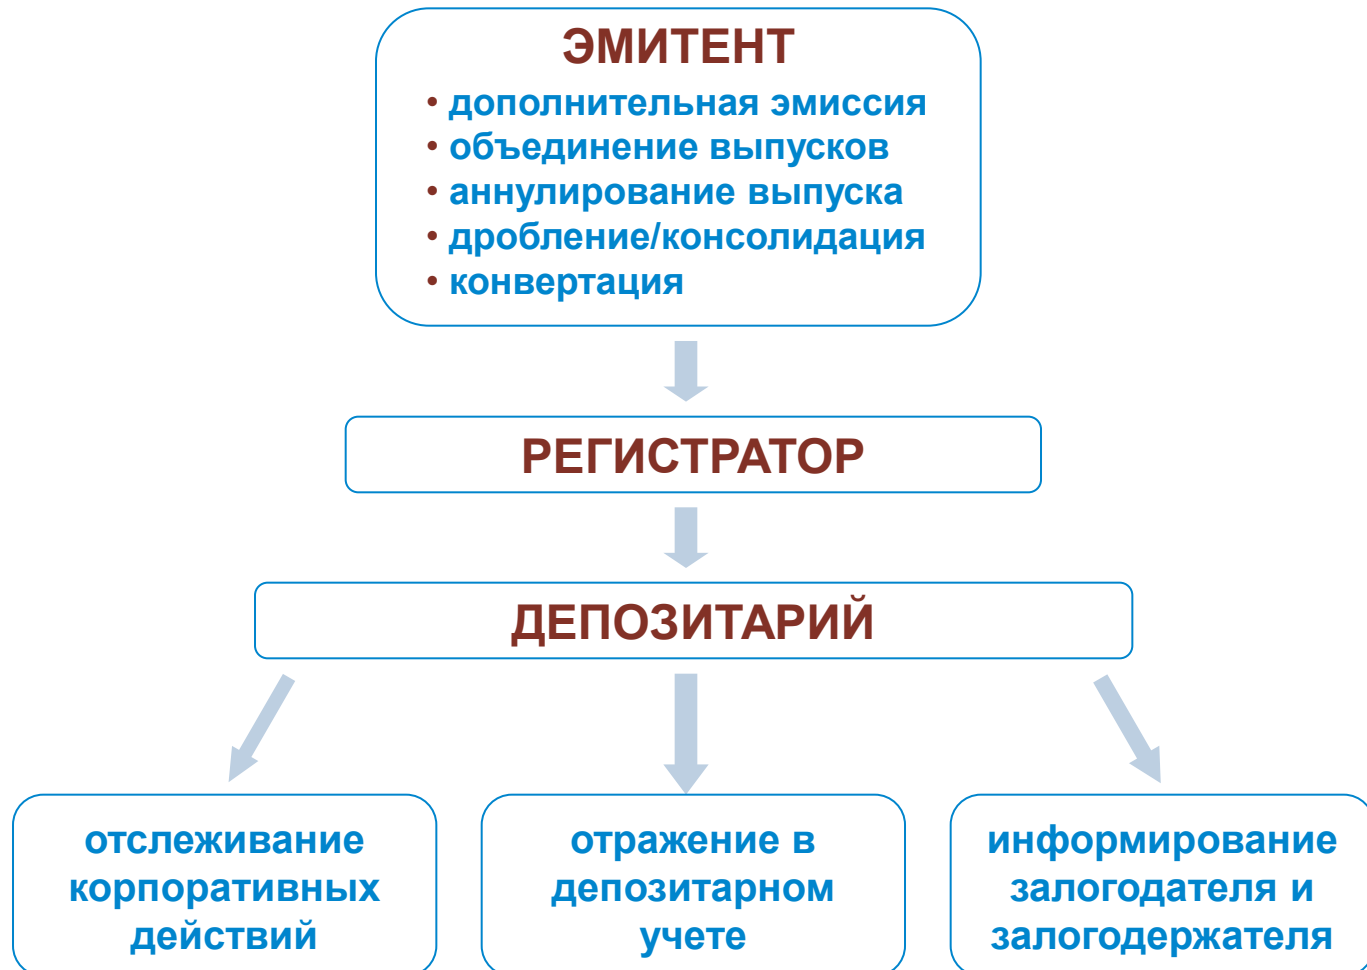 ЭМИТЕНТ
• дополнительная эмиссия
• объединение выпусков
• аннулирование выпуска
• дробление/консолидация
• конвертация
РЕГИСТРАТОР
ДЕПОЗИТАРИЙ
отслеживание
корпоративных
действий
отражение в
депозитарном
учете
информирование
залогодателя и
залогодержателя